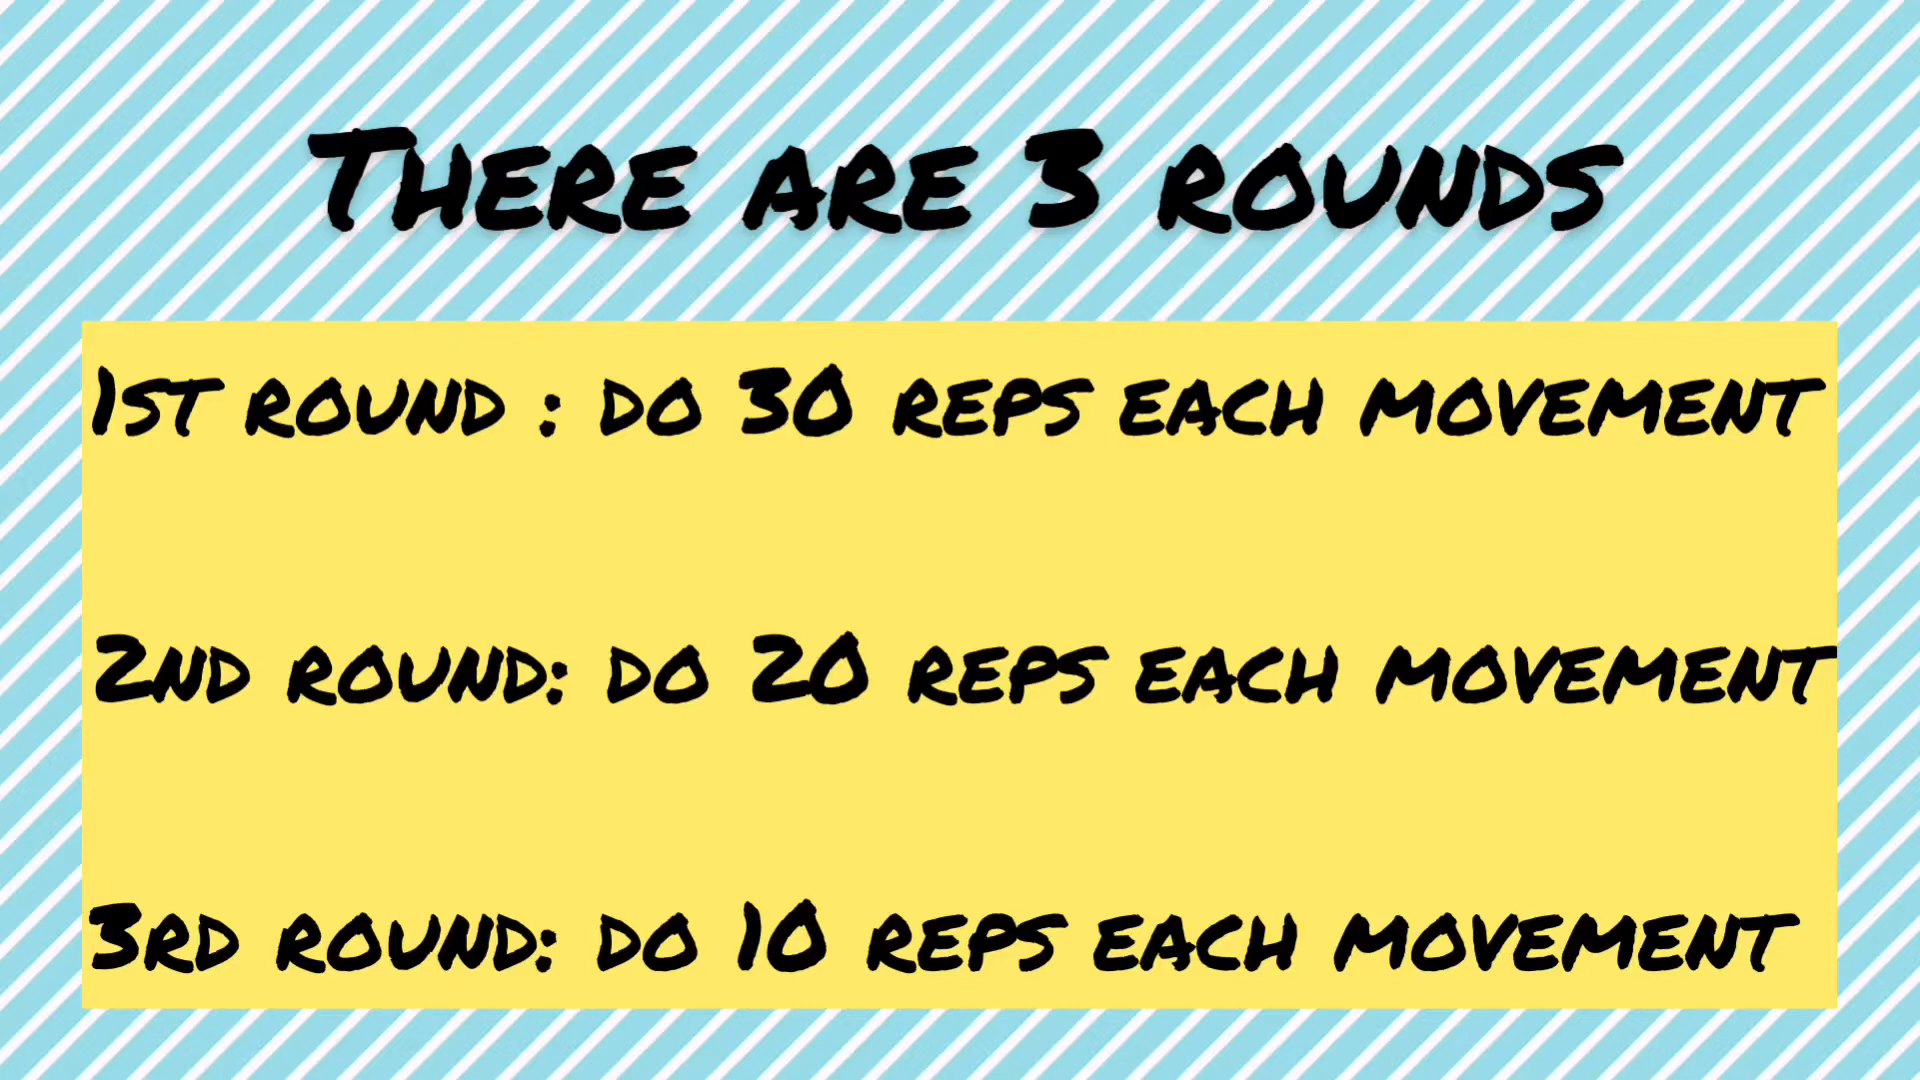 There are 3 rounds
1st round : do 30 reps each movement
2nd round: do 20 reps each movement
3rd round: do 10 reps each movement